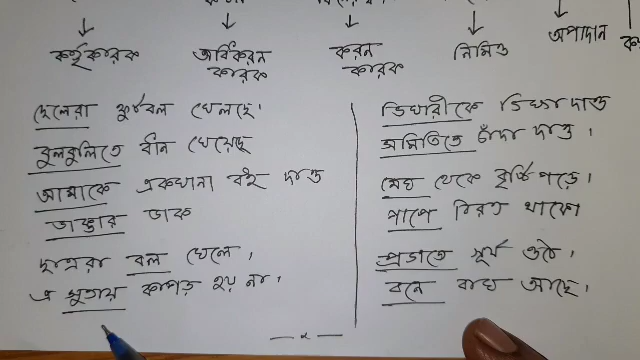 কর্তৃকারক
অধিকরন কারক
করন কারক
নিমিত্ত
অপাদান
ছেলেরা ফুটবল খেলছে।
বুলবুলিতে ধান খেয়েছে
আমাকে একখানা বই দাও
ডাক্তার ডাক
ছাত্ররা বল খেলে।
এ সুতায় কাপড় হয় না।
ভিখারীকে ভিক্ষা দাও
সমিতিতে চাঁদা দাও।
মেঘ থেকে বৃষ্টি পড়ে।
পাপে বিরত থাকো
প্রভাতে সূর্য ওঠে।
বনে বাঘ আছে।